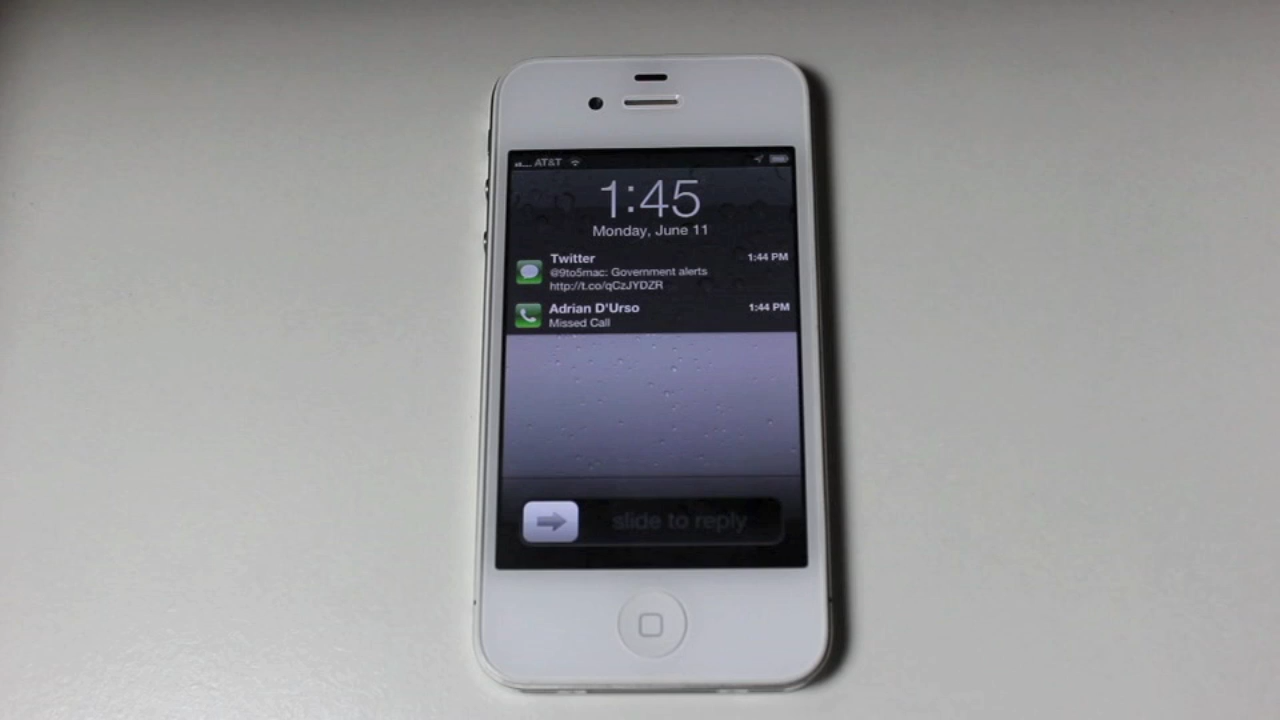 AT&T
1:45
Monday, June 11
Twitter 1:44 PM
@9to5mac: Government alerts
http://t.co/qCzJYDZR
Adrian D'Urso 1:44 PM
Missed Call
slide to reply